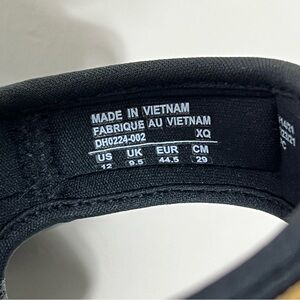 MADE IN VIETNAM
FABRIQUE AU VIETNAM
DH0224-002 XQ
US UK EUR CM
12 9.5 44.5 29